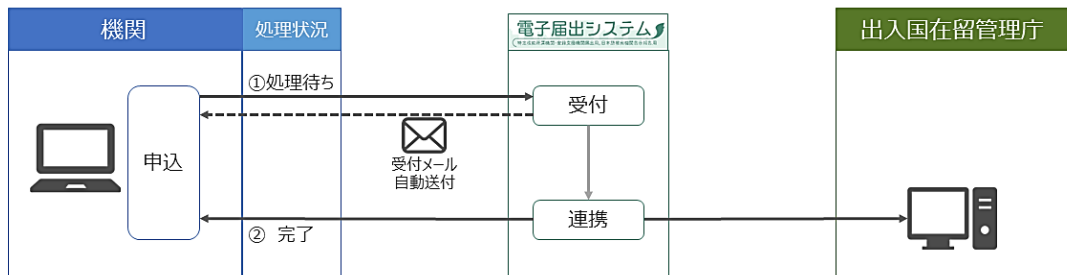 機関
処理状況
電子届出システム
出入国在留管理庁
①処理待ち
受付
申込
受付メール
自動送付
連携
② 完了